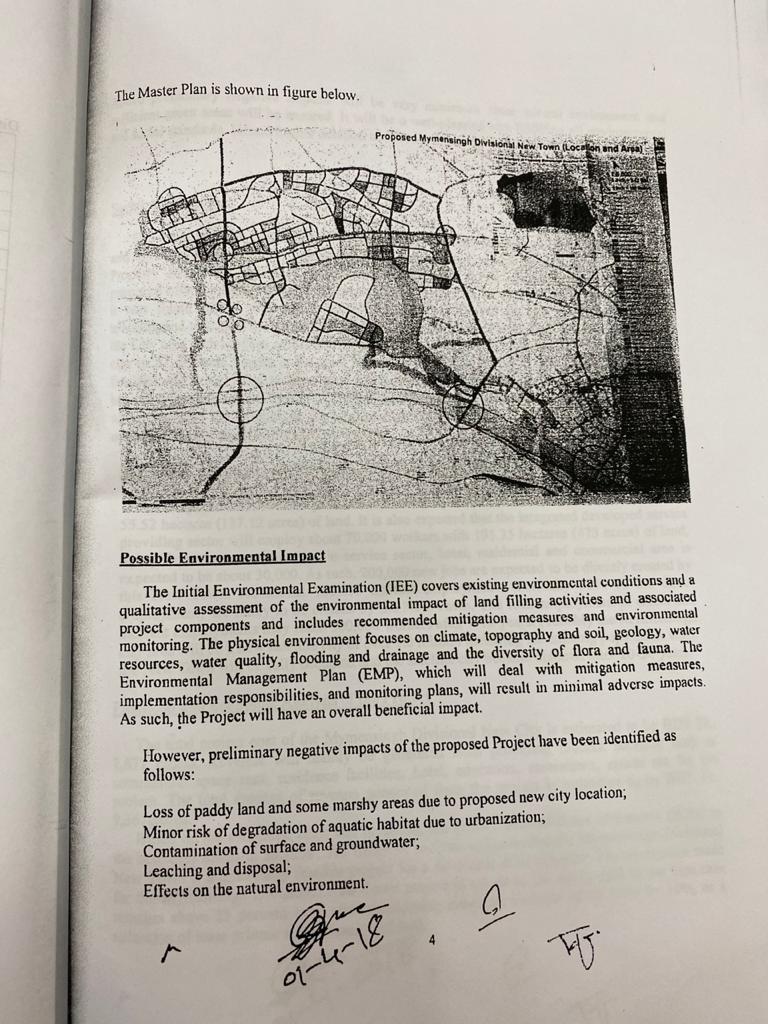 The Master Plan is shown in figure below.
Proposed Mymensingh Divisional New Town (Location and Area)
Possible Environmental Impact
The Initial Environmental Examination (IEE) covers existing environmental conditions and a
qualitative assessment of the environmental impact of land filling activities and associated
project components and includes recommended mitigation measures and environmental
monitoring. The physical environment focuses on climate, topography and soil, geology, water
resources, water quality, flooding and drainage and the diversity of flora and fauna. The
Environmental Management Plan (EMP), which will deal with mitigation measures,
implementation responsibilities, and monitoring plans, will result in minimal adverse impacts.
As such, the Project will have an overall beneficial impact.
However, preliminary negative impacts of the proposed Project have been identified as
follows:
Loss of paddy land and some marshy areas due to proposed new city location;
Minor risk of degradation of aquatic habitat due to urbanization;
Contamination of surface and groundwater;
Leaching and disposal;
Effects on the natural environment.
4